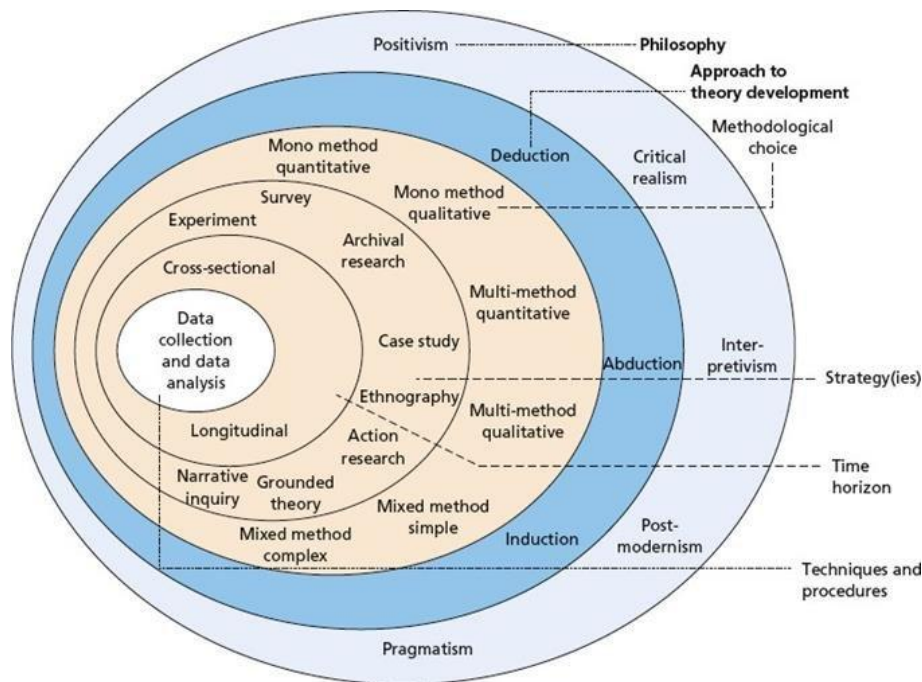 Positivism
Philosophy
Approach to
theory development
Methodological
choice
Deduction
Critical
realism
Mono method
quantitative
Mono method
qualitative
Survey
Experiment
Archival
research
Cross-sectional
Multi-method
quantitative
Data
collection
and data
analysis
Case study
Inter-
pretivism
Abduction
Strategy(ies)
Ethnography
Multi-method
qualitative
Longitudinal
Action
research
Time
horizon
Narrative
inquiry
Grounded
theory
Mixed method
simple
Mixed method
complex
Induction
Post-
modernism
Techniques and
procedures
Pragmatism